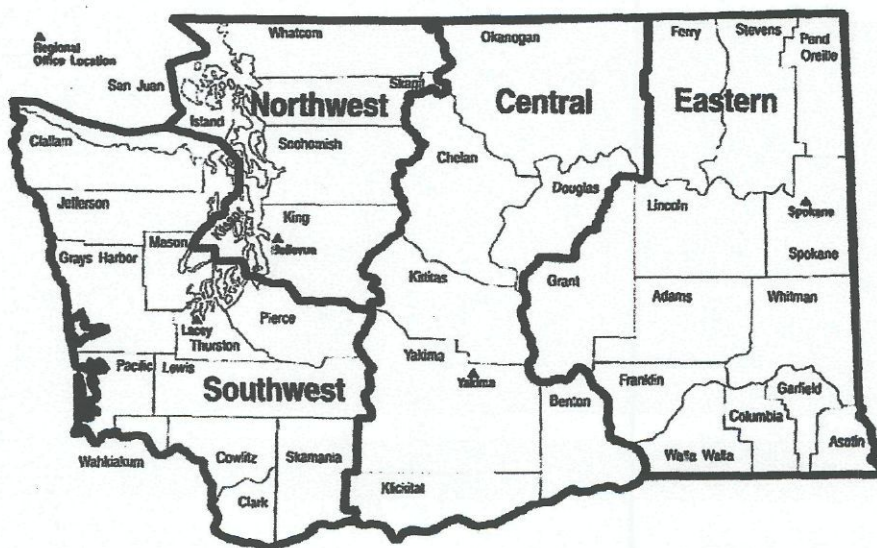 Regional
Office Location
San Juan
Whatcom
Skagit
Northwest
Island
Snohomish
King
Bellevue
Kitsap
Clallam
Jefferson
Mason
Grays Harbor
Lacey
Thurston
Pierce
Pacific
Lewis
Southwest
Wahkiakum
Cowlitz
Skamania
Clark
Okanogan
Central
Chelan
Douglas
Kittitas
Yakima
Yakima
Benton
Klickitat
Ferry
Stevens
Pend
Oreille
Eastern
Lincoln
Spokane
Spokane
Grant
Adams
Whitman
Franklin
Garfield
Columbia
Walla Walla
Asotin